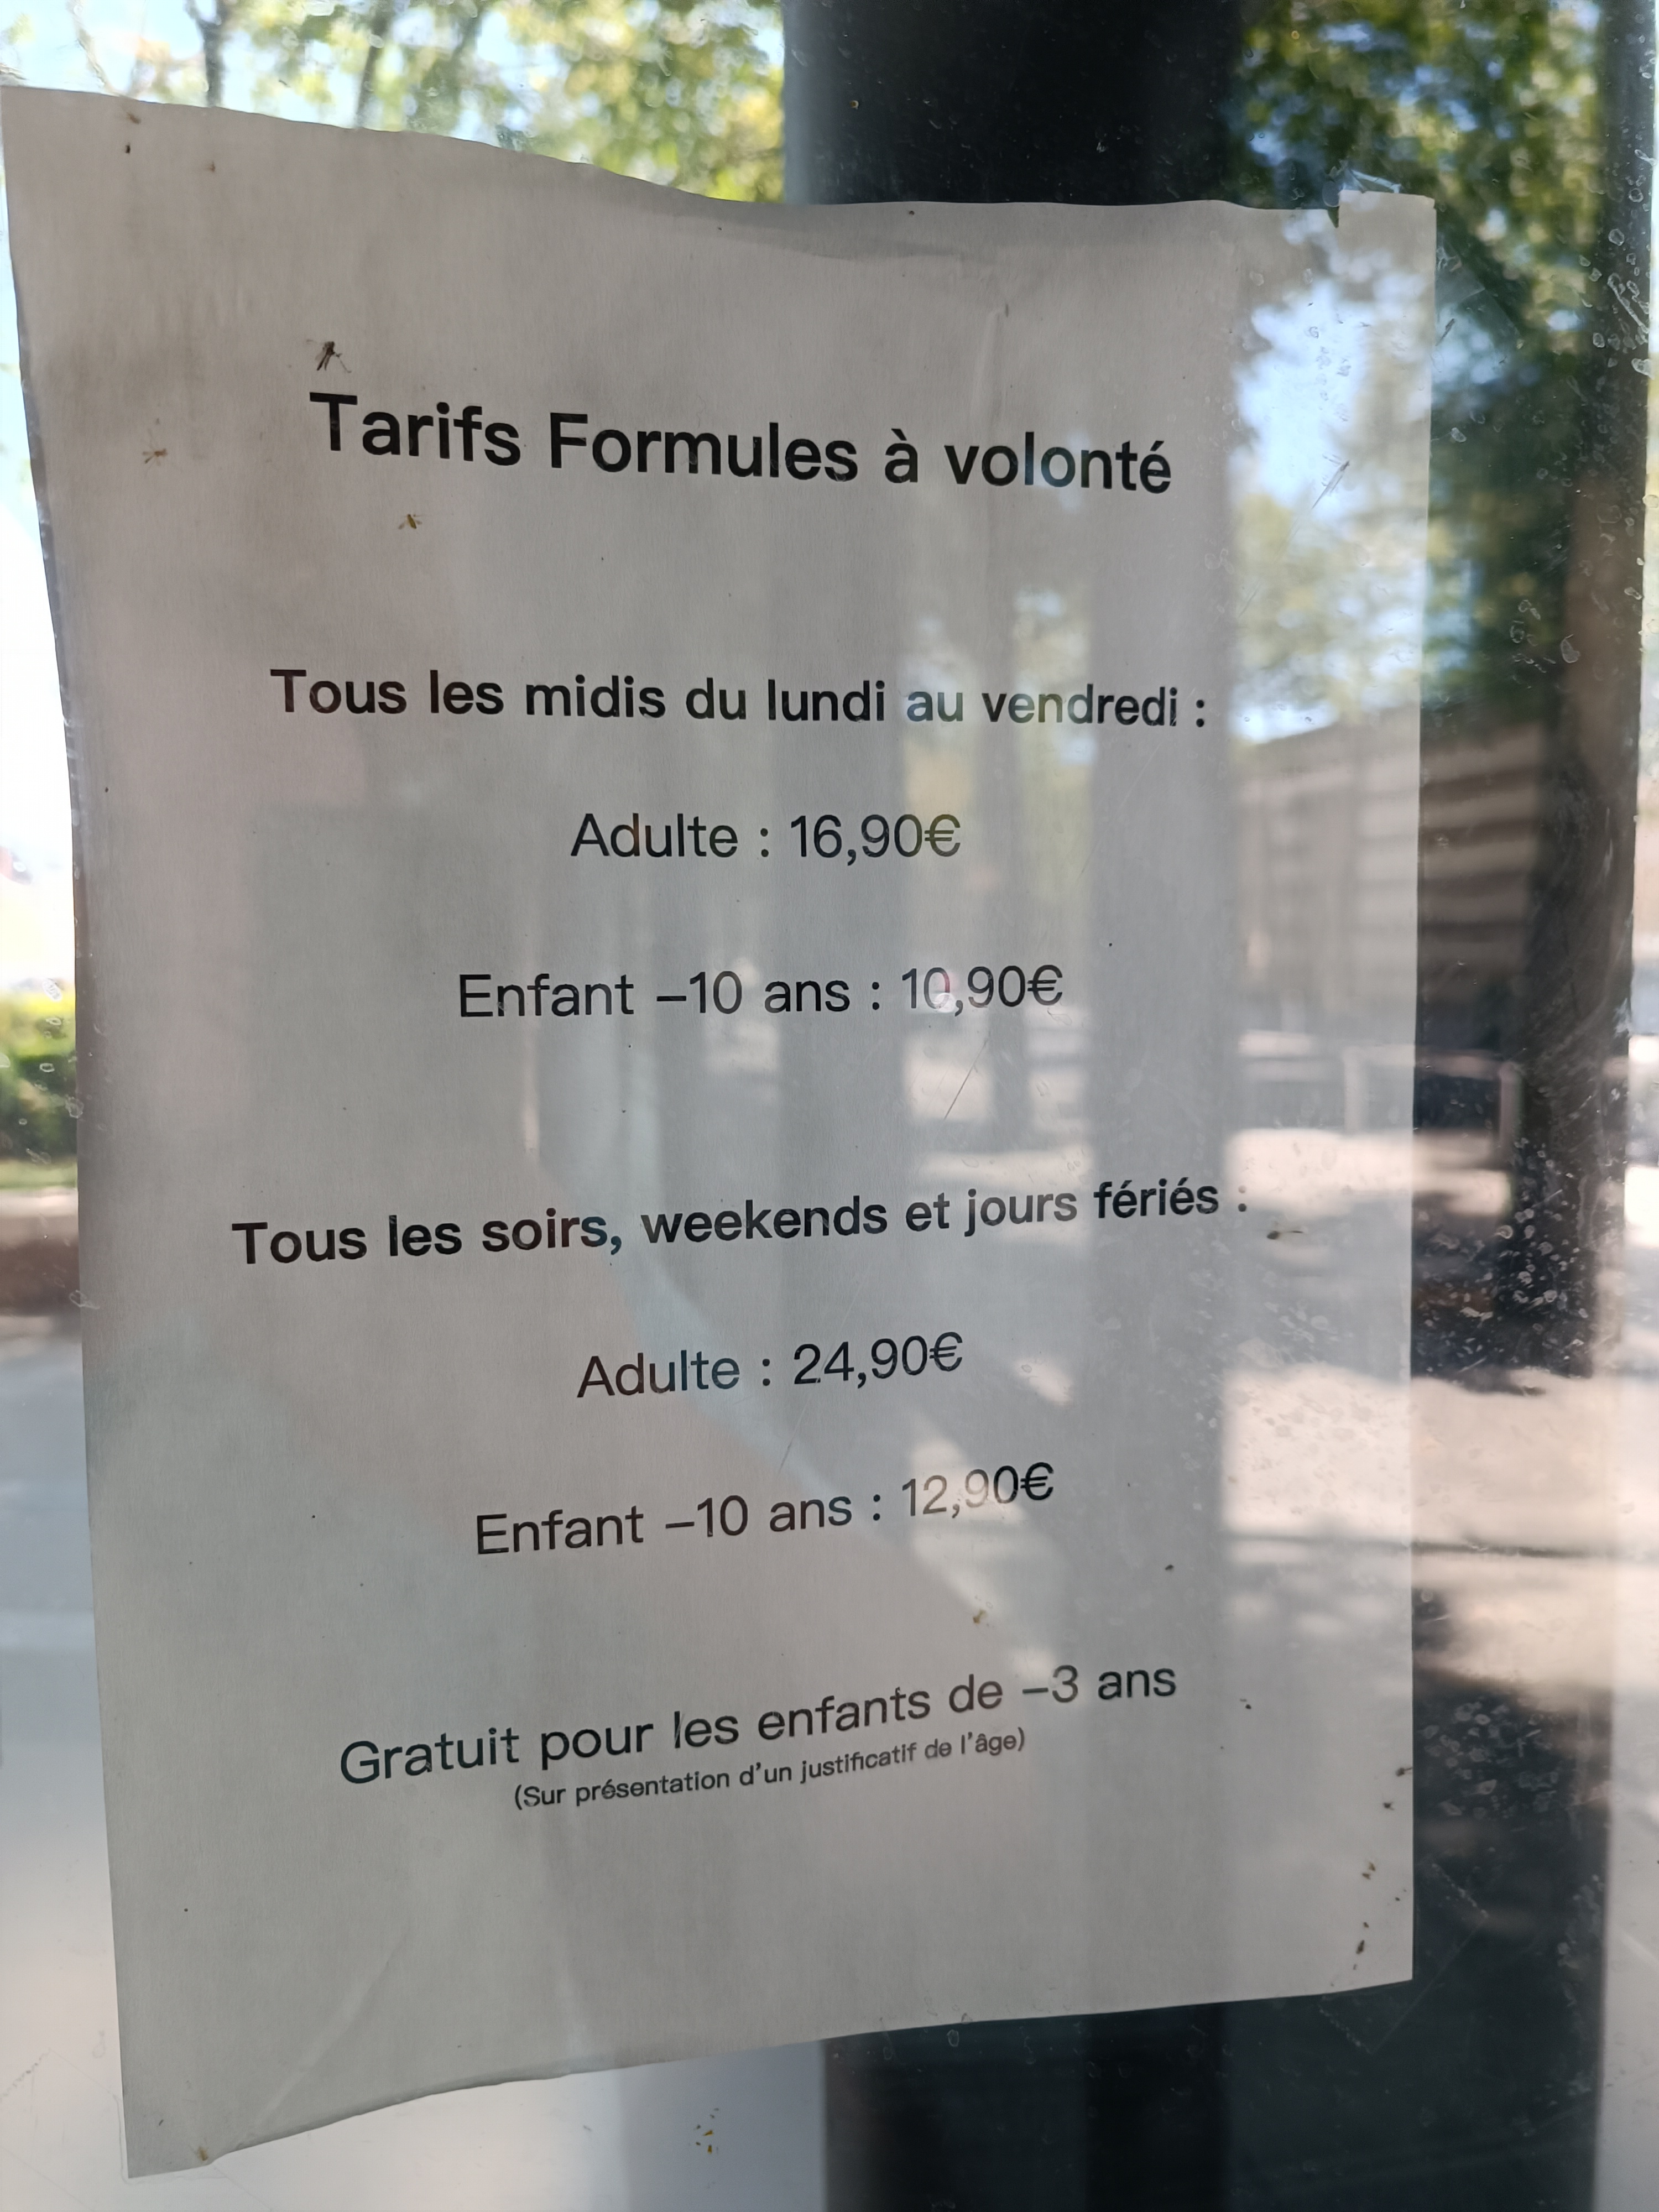 Tarifs Formules à volonté
Tous les midis du lundi au vendredi :
Adulte : 16,90€
Enfant –10 ans : 10,90€
Tous les soirs, weekends et jours fériés :
Adulte : 24,90€
Enfant –10 ans : 12,90€
Gratuit pour les enfants de –3 ans
(Sur présentation d'un justificatif de l'âge)